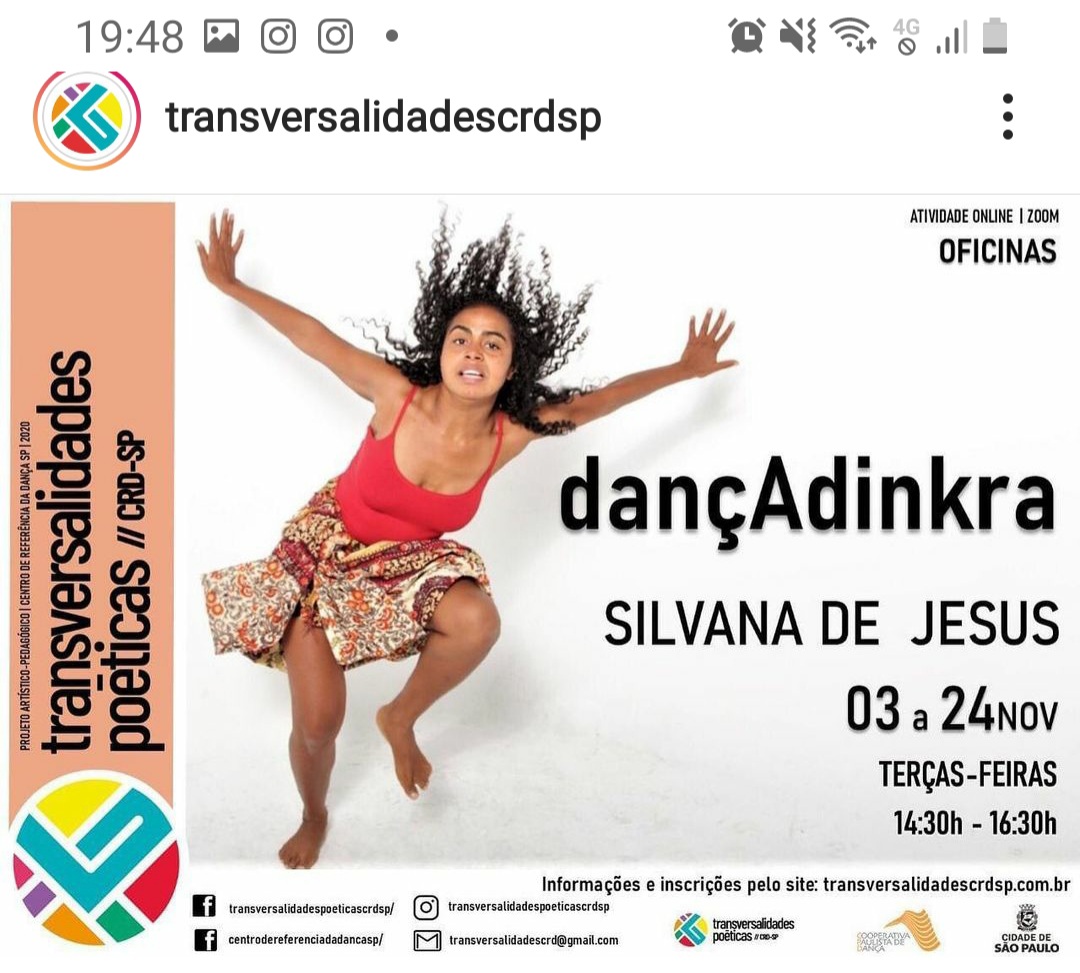 19:48
4G
transversalidadescrdsp
ATIVIDADE ONLINE | ZOOM
OFICINAS
PROJETO ARTÍSTICO-PEDAGÓGICO | CENTRO DE REFERÊNCIA DA DANÇA SP | 2020
transversalidades
poēticas // CRD-SP
dançAdinkra
SILVANA DE JESUS
03 a 24NOV
TERÇAS-FEIRAS
14:30h - 16:30h
Informações e inscrições pelo site: transversalidadescrdsp.com.br
transversalidadespoeticascrdsp/
transversalidadespoeticascrdsp
centrodereferenciadadancasp/
transversalidadescrd@gmail.com
transversalidades
poēticas // CRD-SP
COOPERATIVA
PAULISTA DE
DANÇA
CIDADE DE
SÃO PAULO